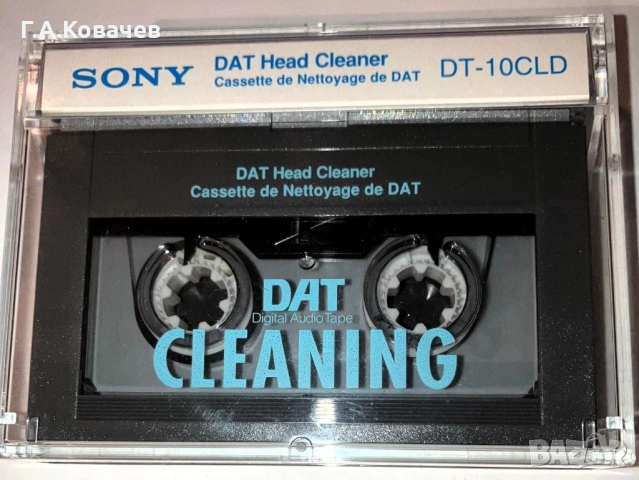 Г.А.Ковачев
SONY DAT Head Cleaner DT-10CLD
Cassette de Nettoyage de DAT
DAT Head Cleaner
Cassette de Nettoyage de DAT
DAT
Digital Audio Tape
CLEANING
BAZAR